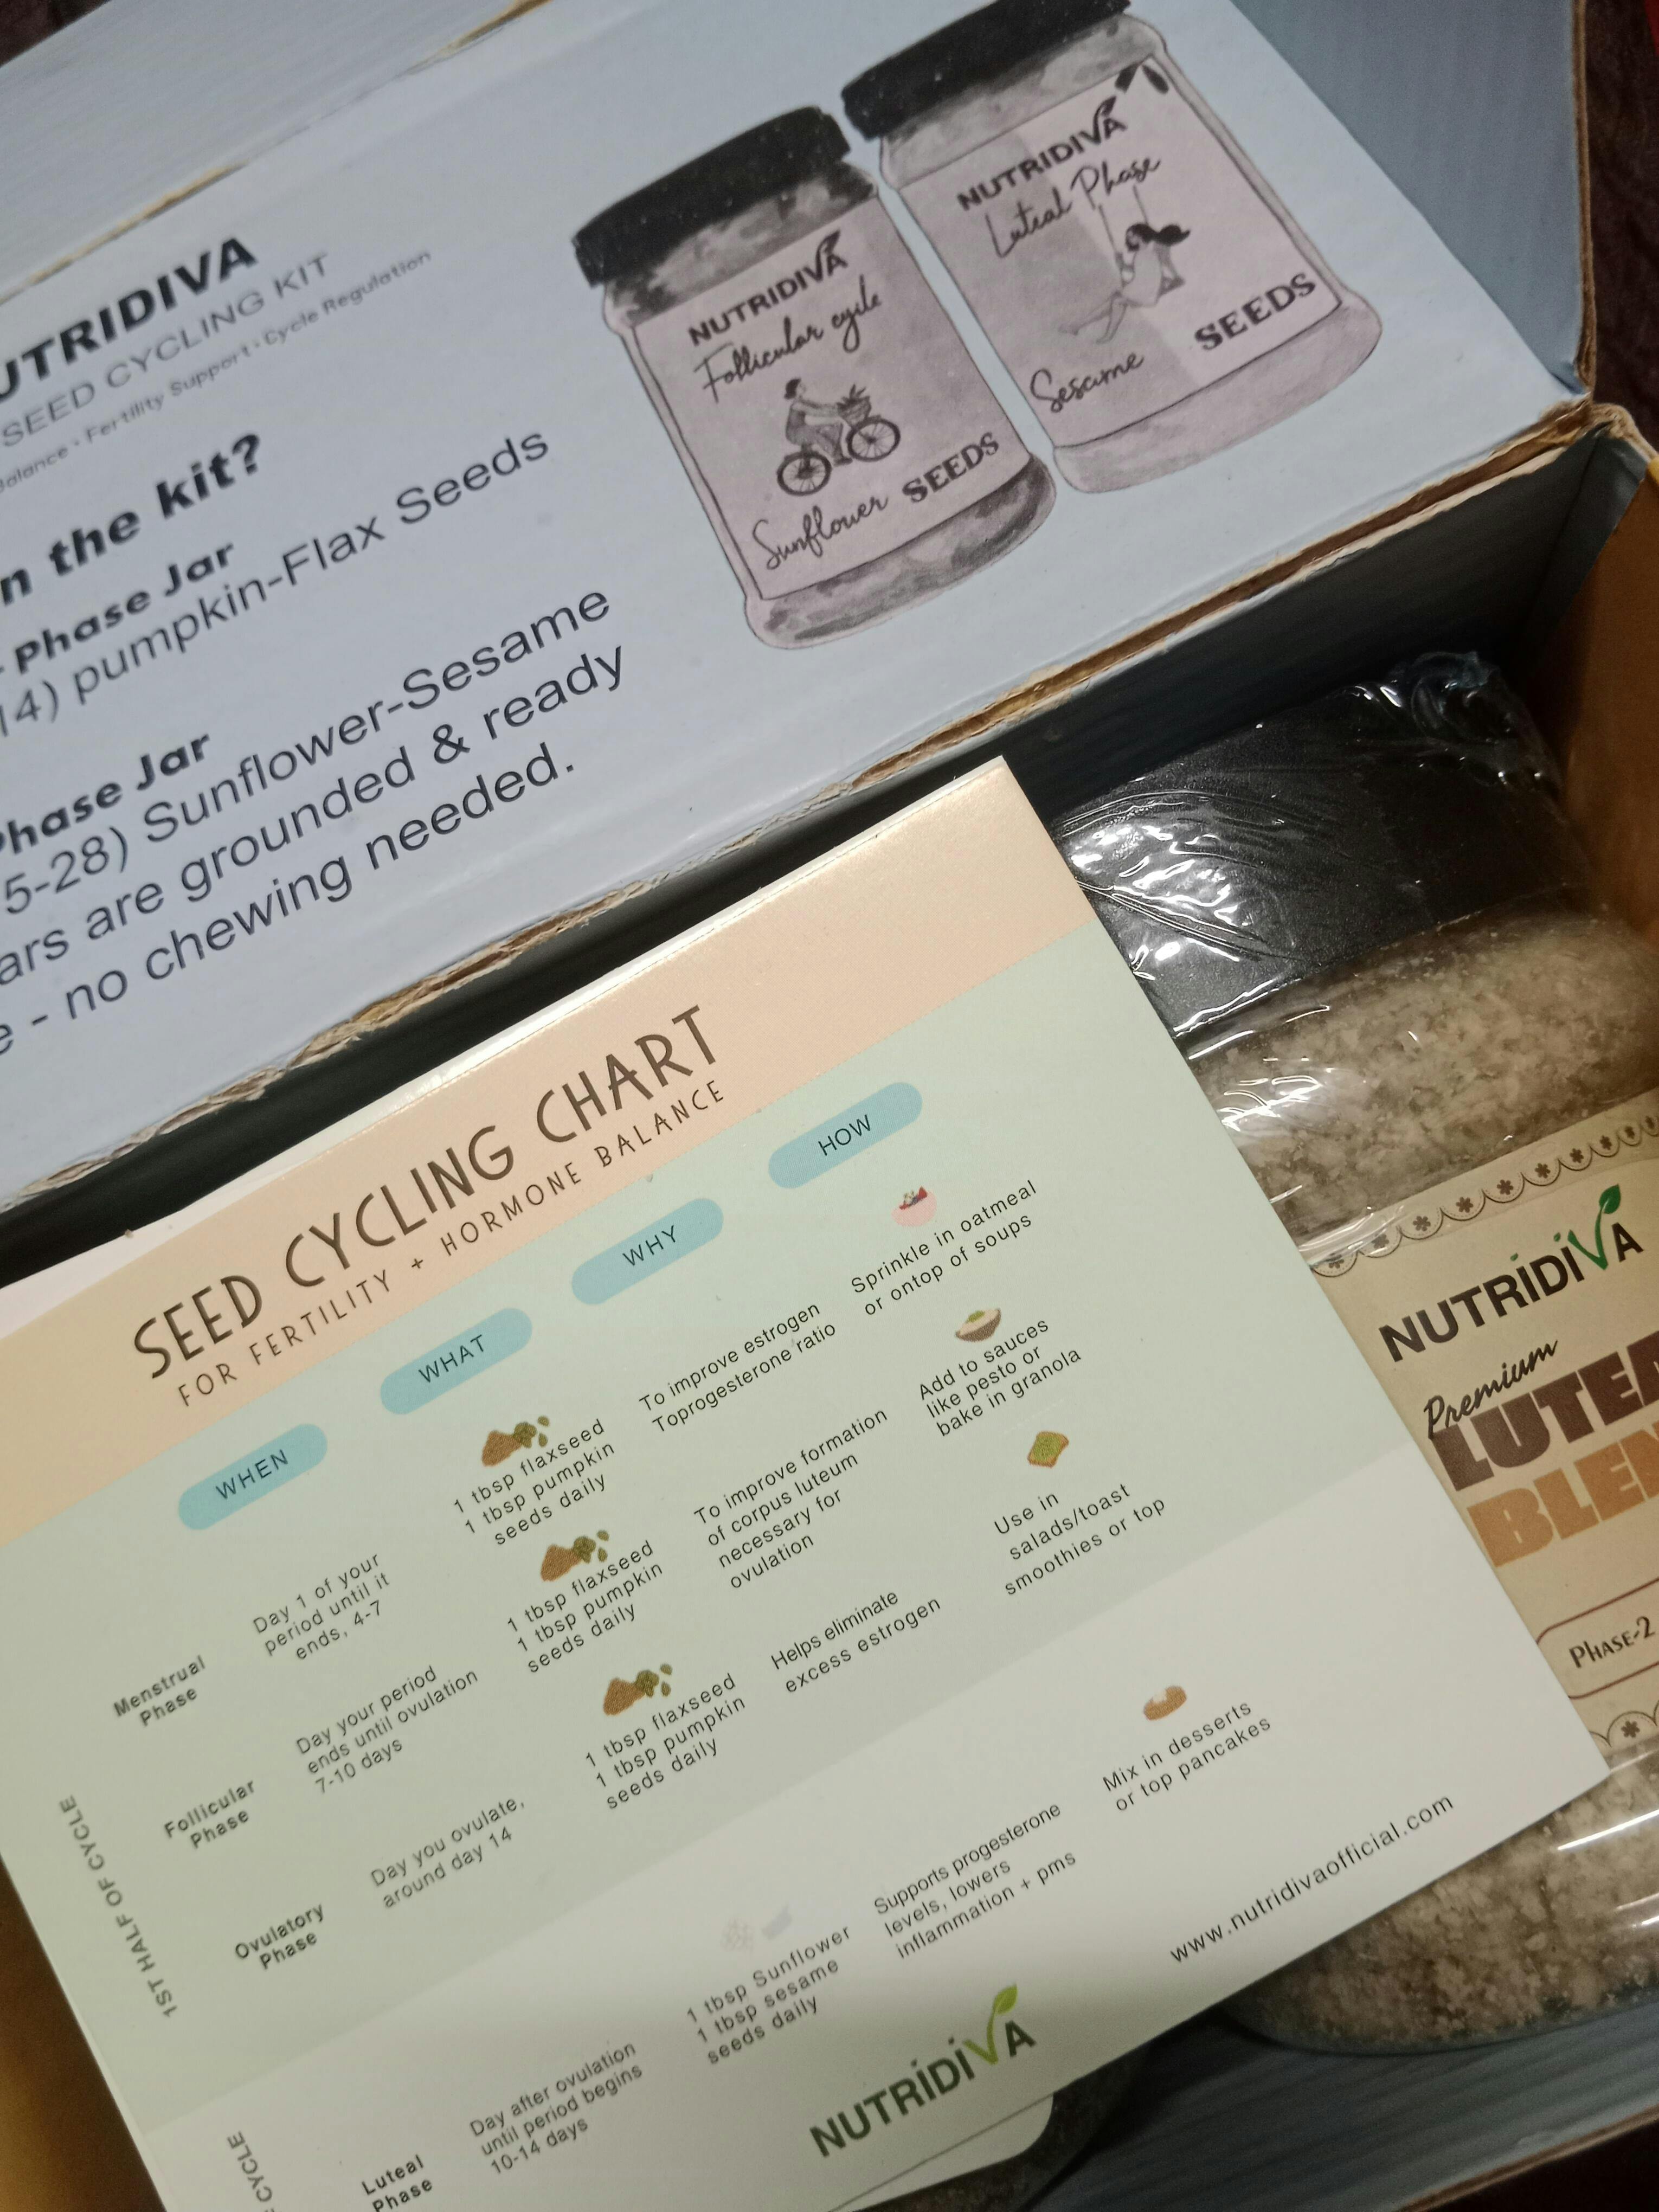 UTRIDIVA
SEED CYCLING KIT
Balance · Fertility Support · Cycle Regulation
n the kit?
Phase Jar
14) pumpkin-Flax Seeds
Phase Jar
5-28) Sunflower-Sesame
ars are grounded & ready
e - no chewing needed.
NUTRIDIVA
Follicular cycle
Sunflower SEEDS
NUTRIDIVA
Luteal Phase
Sesame SEEDS
SEED CYCLING CHART
FOR FERTILITY + HORMONE BALANCE
WHEN
WHAT
WHY
HOW
1ST HALF OF CYCLE
Menstrual
Phase
Day 1 of your
period until it
ends, 4-7
1 tbsp flaxseed
1 tbsp pumpkin
seeds daily
To improve estrogen
Toprogesterone ratio
Sprinkle in oatmeal
or ontop of soups
Follicular
Phase
Day your period
ends until ovulation
7-10 days
1 tbsp flaxseed
1 tbsp pumpkin
seeds daily
To improve formation
of corpus luteum
necessary for
ovulation
Add to sauces
like pesto or
bake in granola
Ovulatory
Phase
Day you ovulate,
around day 14
1 tbsp flaxseed
1 tbsp pumpkin
seeds daily
Helps eliminate
excess estrogen
Use in
salads/toast
smoothies or top
CYCLE
Luteal
Phase
Day after ovulation
until period begins
10-14 days
1 tbsp Sunflower
1 tbsp sesame
seeds daily
Supports progesterone
levels, lowers
inflammation + pms
Mix in desserts
or top pancakes
NUTRIDIVA
www.nutridivaofficial.com
NUTRIDIVA
Premium
LUTEA
BLEN
PHASE-2